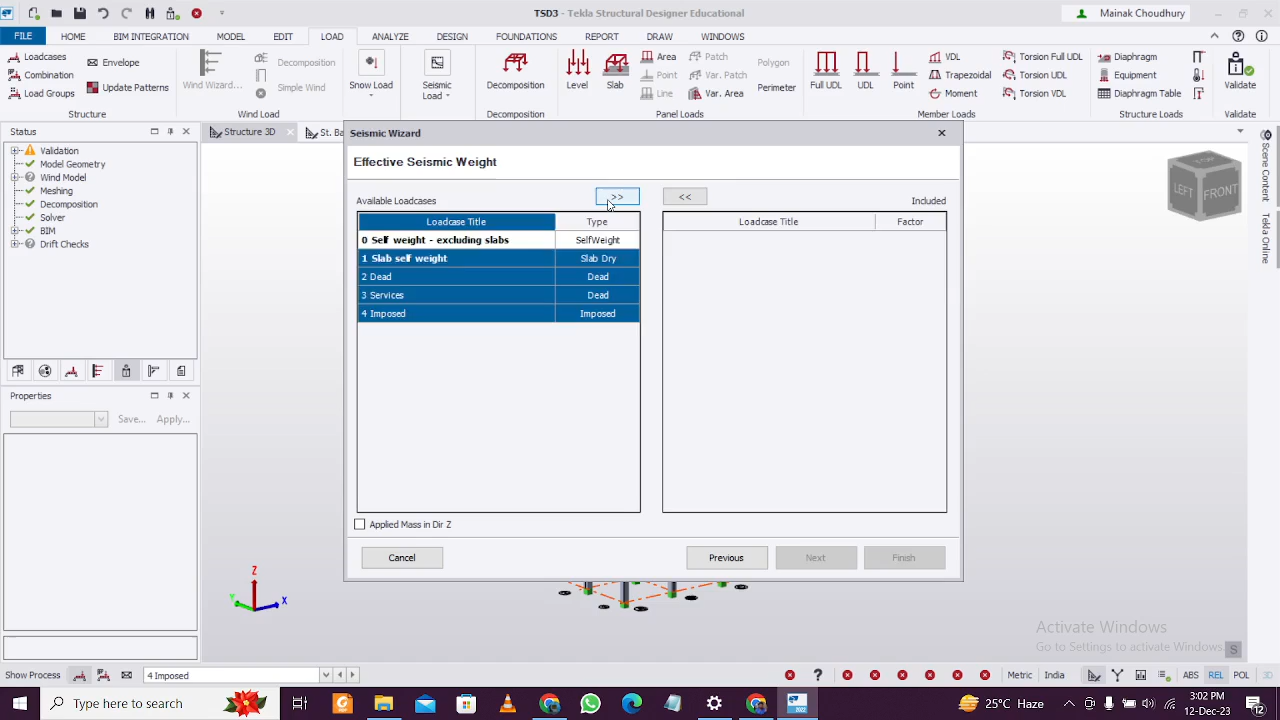 TSD3 - Tekla Structural Designer Educational
Mainak Choudhury
FILE HOME BIM INTEGRATION MODEL EDIT LOAD ANALYZE DESIGN FOUNDATIONS REPORT DRAW WINDOWS
Loadcases
Combination
Load Groups
Envelope
Update Patterns
Structure
Wind Wizard...
Decomposition
Simple Wind
Wind Load
Snow Load
Seismic Load
Decomposition
Decomposition
Level
Slab
Area
Point
Line
Patch
Var. Patch
Var. Area
Polygon
Perimeter
Panel Loads
Full UDL
UDL
Point
VDL
Trapezoidal
Moment
Torsion Full UDL
Torsion UDL
Torsion VDL
Member Loads
Diaphragm
Equipment
Diaphragm Table
Structure Loads
Validate
Validate
Status
Validation
Model Geometry
Wind Model
Meshing
Decomposition
Solver
BIM
Drift Checks
Structure 3D
St. Ba
Seismic Wizard
Effective Seismic Weight
Available Loadcases >> << Included
Loadcase Title Type
0 Self weight - excluding slabs SelfWeight
1 Slab self weight Slab Dry
2 Dead Dead
3 Services Dead
4 Imposed Imposed
Loadcase Title Factor
Applied Mass in Dir Z
Cancel Previous Next Finish
TOP
LEFT
FRONT
Scene Content
Tekla Online
Properties
Save... Apply...
Z
Y
X
Activate Windows
Go to Settings to activate Windows.
S
Show Process 4 Imposed Metric India ABS REL POL 3D
Type here to search
25°C Haze
3:02 PM
12-Dec-23